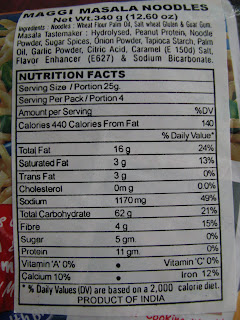 MAGGI MASALA NOODLES
Net Wt.340 g (12.60 oz)
Ingredients: Noodles : Wheat Flour Palm Oil, Salt wheat Gluten & Guar Gum.
Masala Tastemaker : Hydrolysed, Peanut Protein, Noodle
Powder, Sugar Spices, Onion Powder, Tapioca Starch, Palm
Oil, Garlic Powder, Citric Acid, Caramel (E 150d) Salt,
Flavor Enhancer (E627) & Sodium Bicarbonate.
NUTRITION FACTS
Serving Size / Portion 25g.
Serving Per Pack / Portion 4
Amount per Serving %DV
Calories 440 Calories From Fat 140
% Daily Value*
Total Fat 16 g 24%
Saturated Fat 3 g 13%
Trans Fat 3 g 0%
Cholesterol 0mg 0.0%
Sodium 1170 mg 49%
Total Carbohydrate 62 g 21%
Fibre 4 g 15%
Suger 5 gm.
Protein 11 gm.
Vitamin 'A' 0% • Vitamin 'C' 0%
Calcium 10% • Iron 12%
* % Daily Values (DV) are based on a 2,000 calorie diet.
PRODUCT OF INDIA